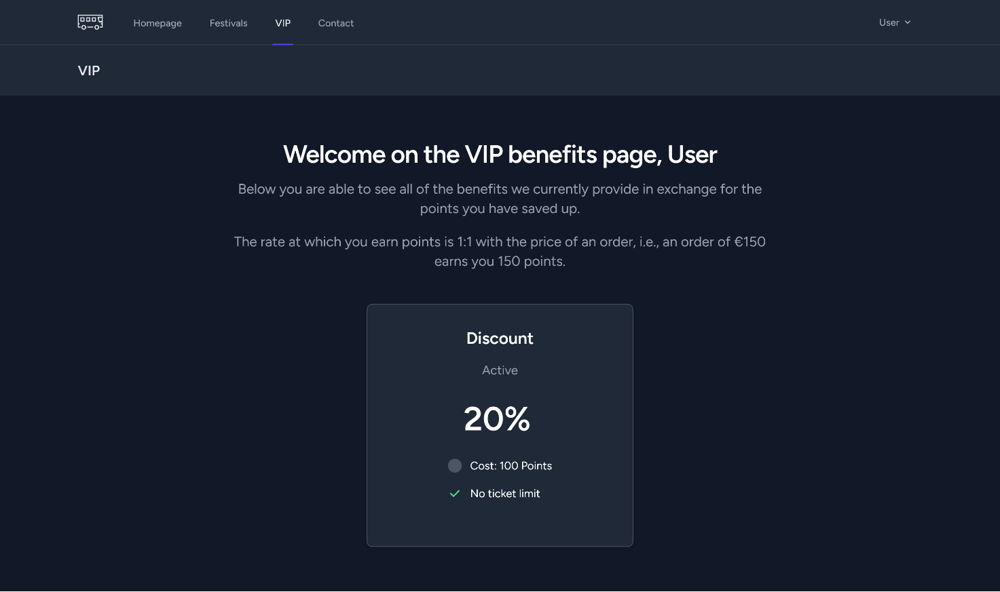 Homepage
Festivals
VIP
Contact
User
VIP
Welcome on the VIP benefits page, User
Below you are able to see all of the benefits we currently provide in exchange for the
points you have saved up.
The rate at which you earn points is 1:1 with the price of an order, i.e., an order of €150
earns you 150 points.
Discount
Active
20%
Cost: 100 Points
No ticket limit